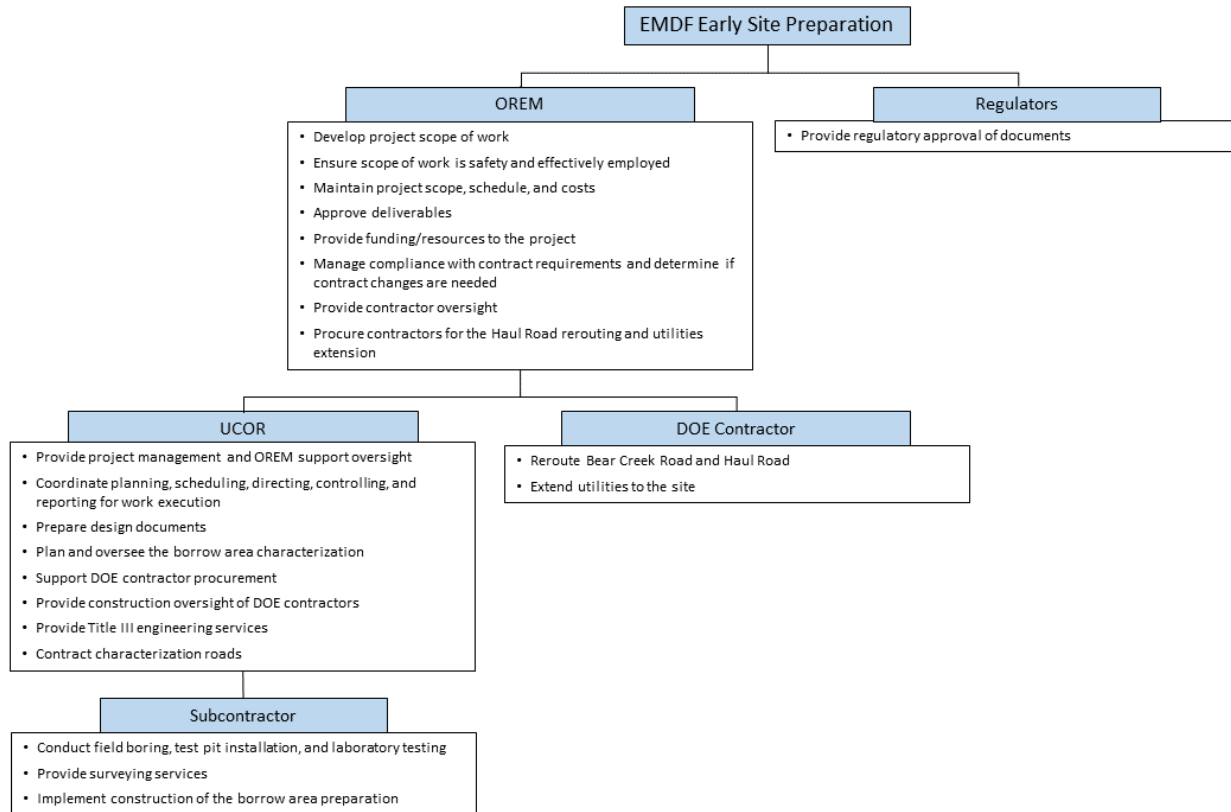 EMDF Early Site Preparation
OREM
• Develop project scope of work
• Ensure scope of work is safety and effectively employed
• Maintain project scope, schedule, and costs
• Approve deliverables
• Provide funding/resources to the project
• Manage compliance with contract requirements and determine if
contract changes are needed
• Provide contractor oversight
• Procure contractors for the Haul Road rerouting and utilities
extension
Regulators
• Provide regulatory approval of documents
UCOR
• Provide project management and OREM support oversight
• Coordinate planning, scheduling, directing, controlling, and
reporting for work execution
• Prepare design documents
• Plan and oversee the borrow area characterization
• Support DOE contractor procurement
• Provide construction oversight of DOE contractors
• Provide Title III engineering services
• Contract characterization roads
DOE Contractor
• Reroute Bear Creek Road and Haul Road
• Extend utilities to the site
Subcontractor
• Conduct field boring, test pit installation, and laboratory testing
• Provide surveying services
• Implement construction of the borrow area preparation